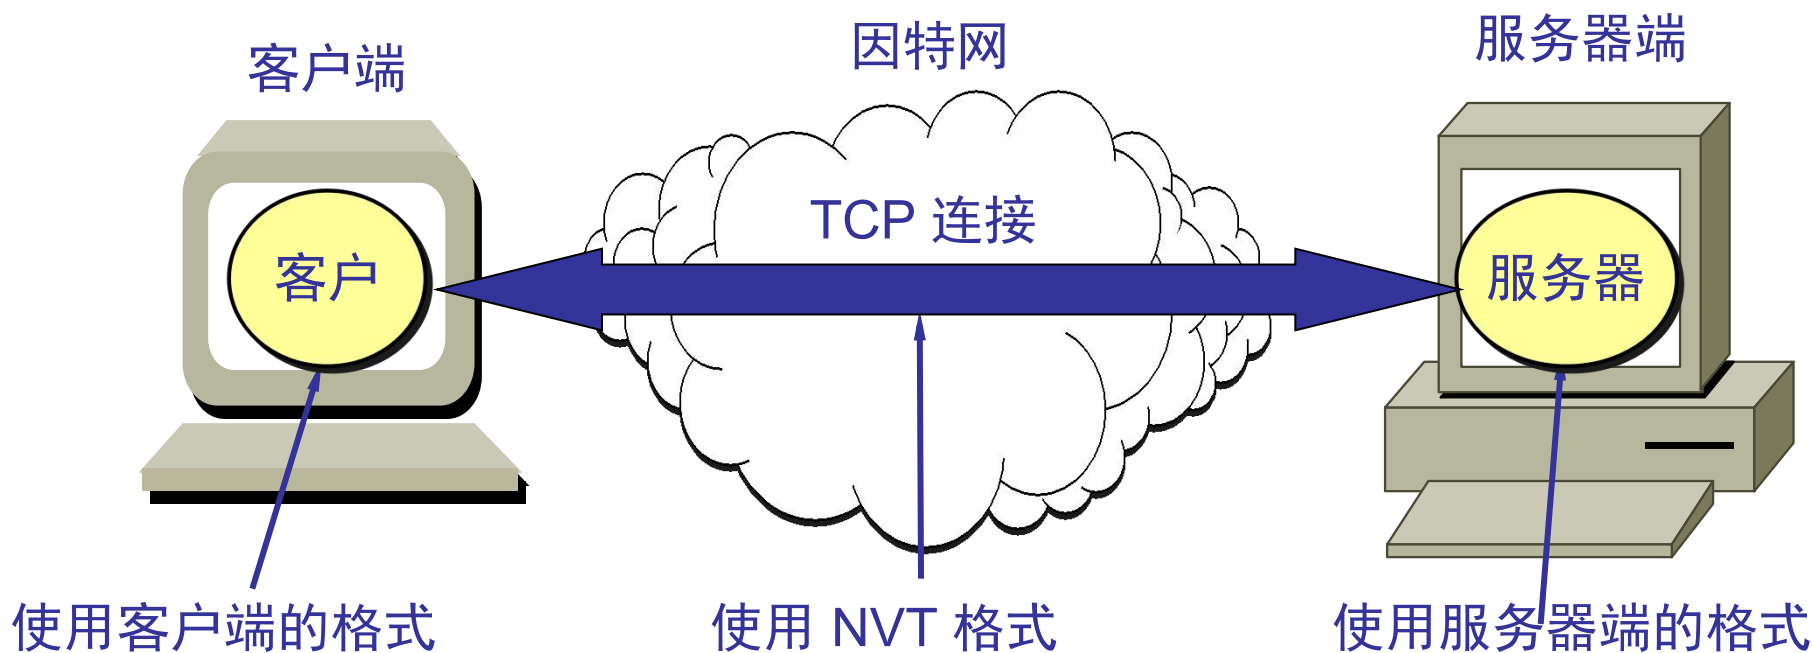 客户端
因特网
服务器端
TCP 连接
客户
服务器
使用客户端的格式
使用 NVT 格式
使用服务器端的格式